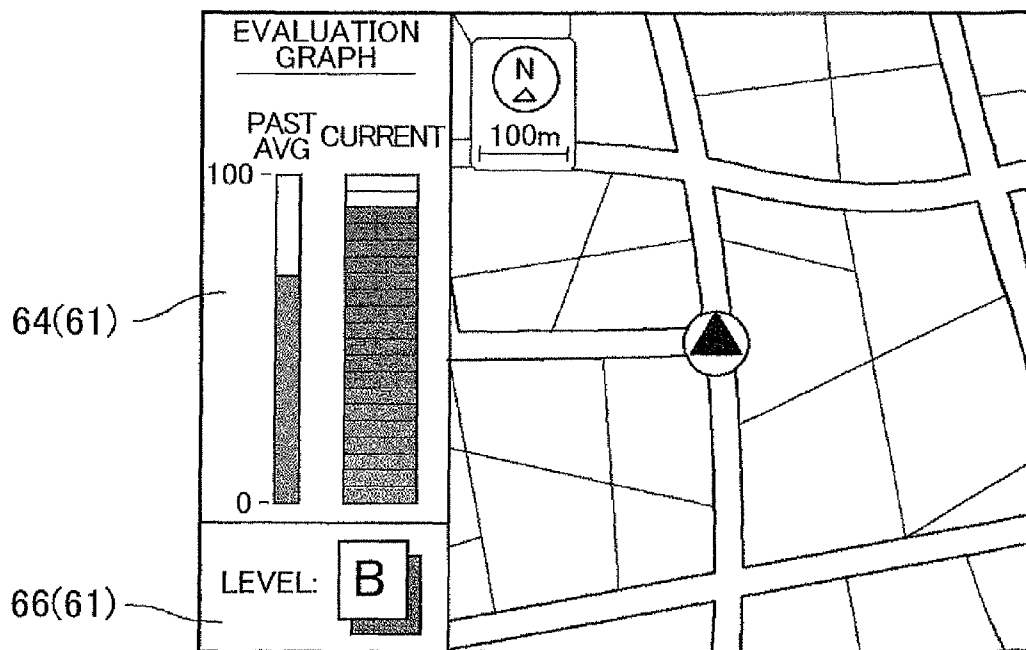 EVALUATION
GRAPH
PAST
AVG
CURRENT
100
0
LEVEL: B
N
100m
64(61)
66(61)